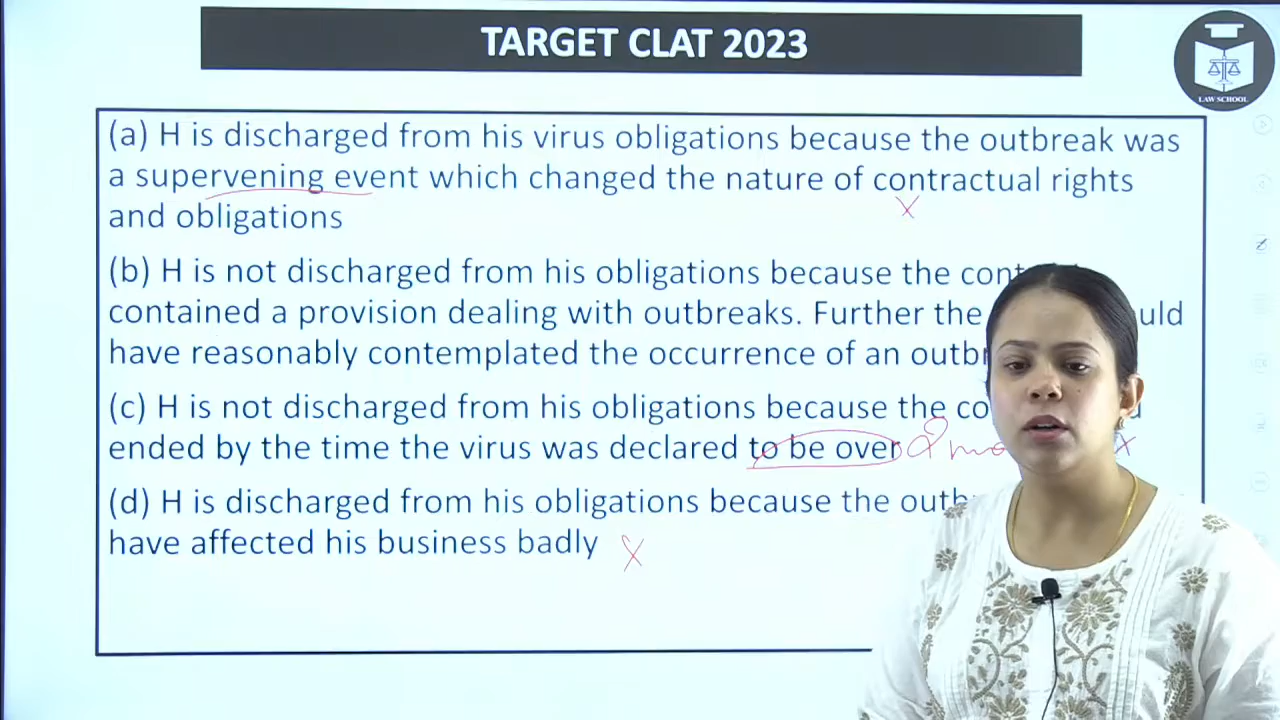 TARGET CLAT 2023
LAW SCHOOL
(a) H is discharged from his virus obligations because the outbreak was
a supervening event which changed the nature of contractual rights
and obligations
(b) H is not discharged from his obligations because the
contained a provision dealing with outbreaks. Further the
have reasonably contemplated the occurrence of an
(c) H is not discharged from his obligations because the
ended by the time the virus was declared to be over
(d) H is discharged from his obligations because the
have affected his business badly